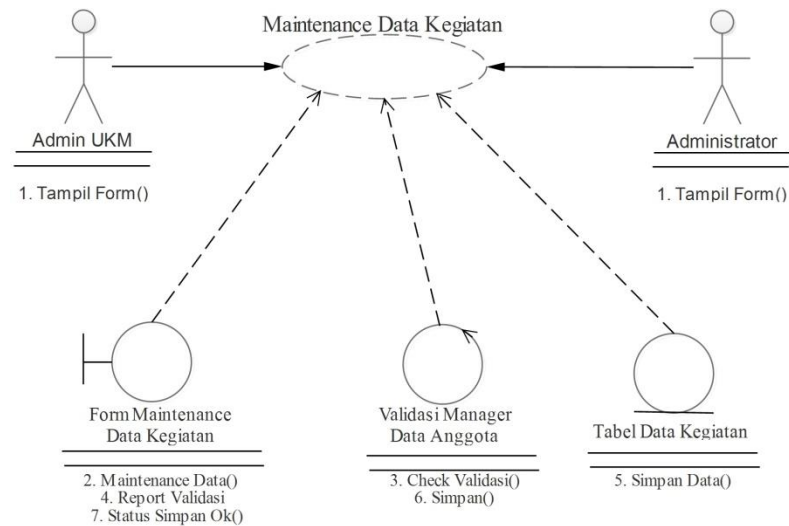 Maintenance Data Kegiatan
Admin UKM
1. Tampil Form()
Administrator
1. Tampil Form()
Form Maintenance
Data Kegiatan
2. Maintenance Data()
4. Report Validasi
7. Status Simpan Ok()
Validasi Manager
Data Anggota
3. Check Validasi()
6. Simpan()
Tabel Data Kegiatan
5. Simpan Data()